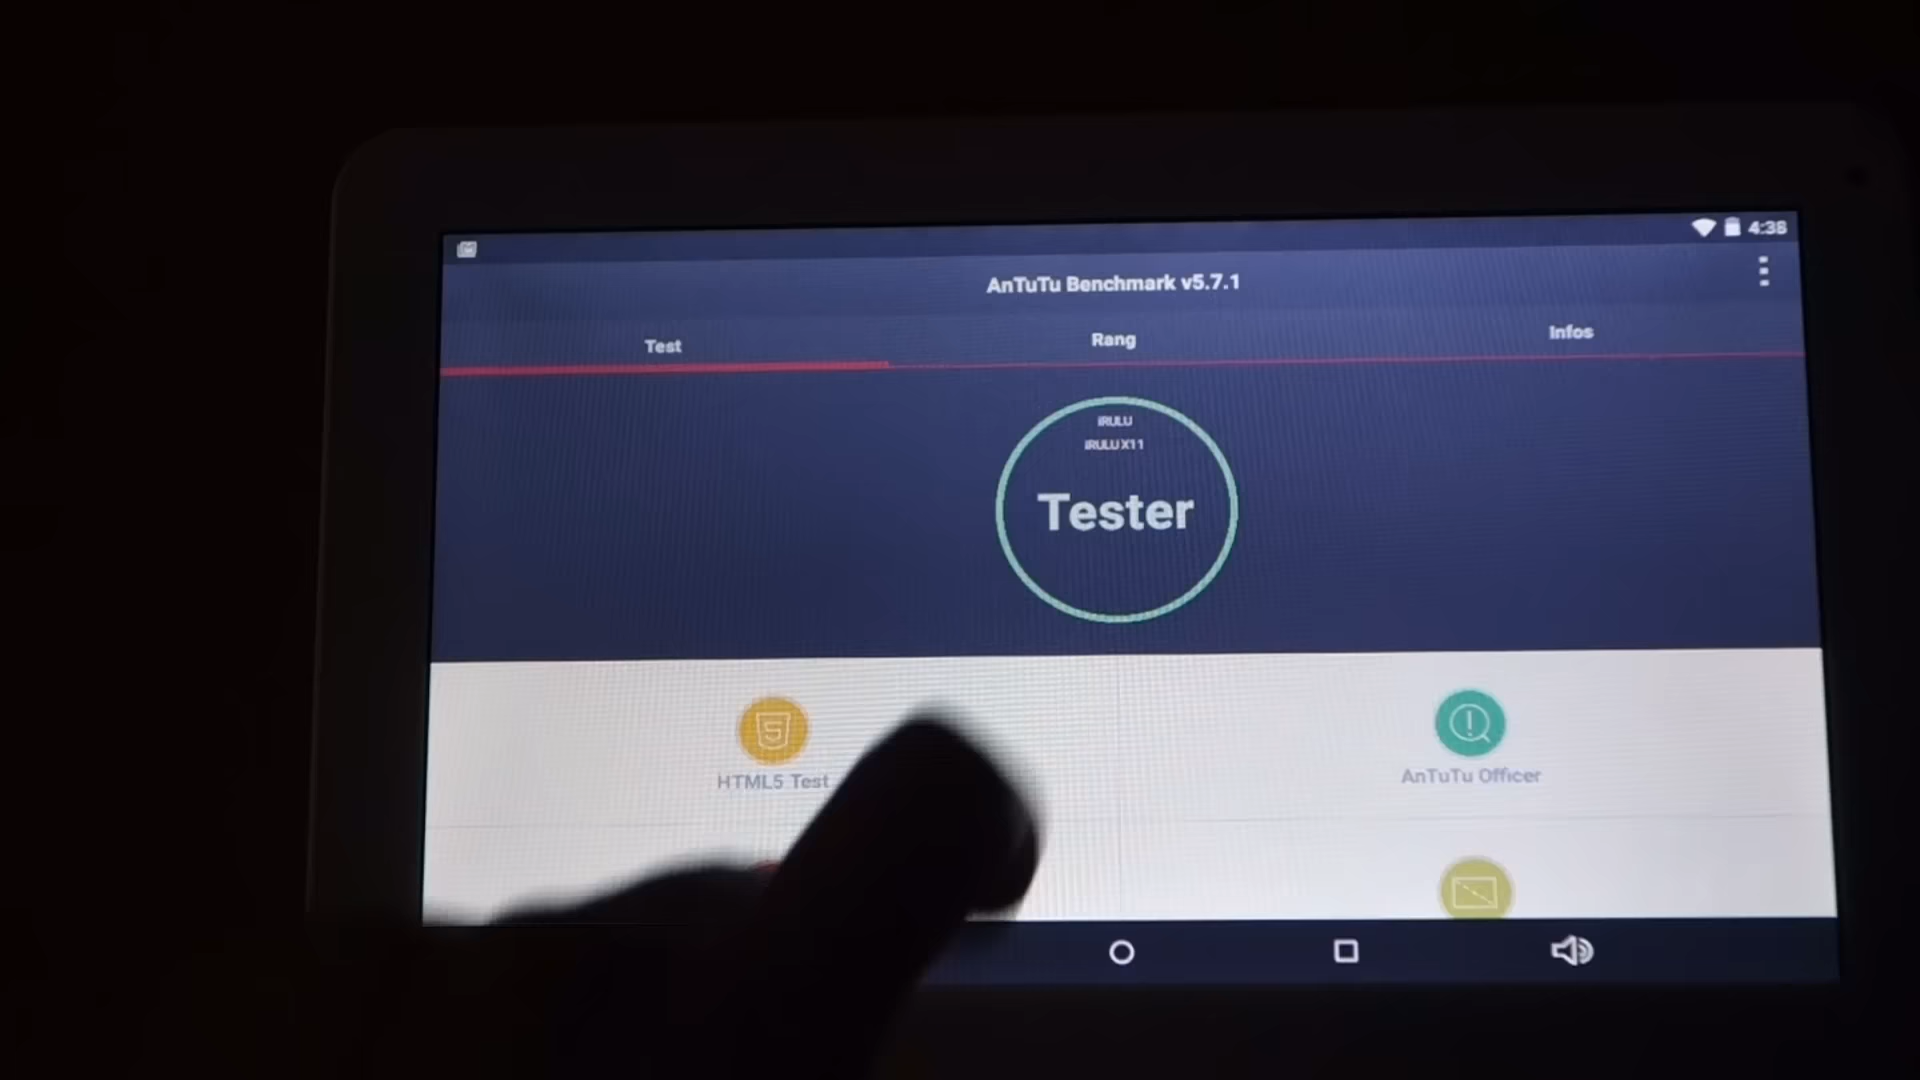 4:38
AnTuTu Benchmark v5.7.1
Test Rang Infos
iRULU
iRULU X11
Tester
HTML5 Test
AnTuTu Officer